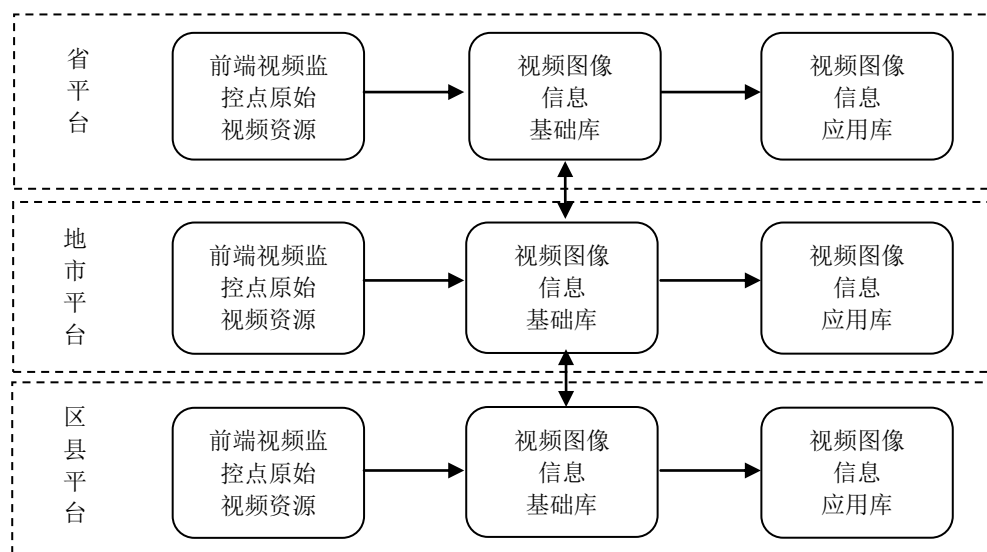 省
平
台
前端视频监
控点原始
视频资源
视频图像
信息
基础库
视频图像
信息
应用库
地
市
平
台
前端视频监
控点原始
视频资源
视频图像
信息
基础库
视频图像
信息
应用库
区
县
平
台
前端视频监
控点原始
视频资源
视频图像
信息
基础库
视频图像
信息
应用库